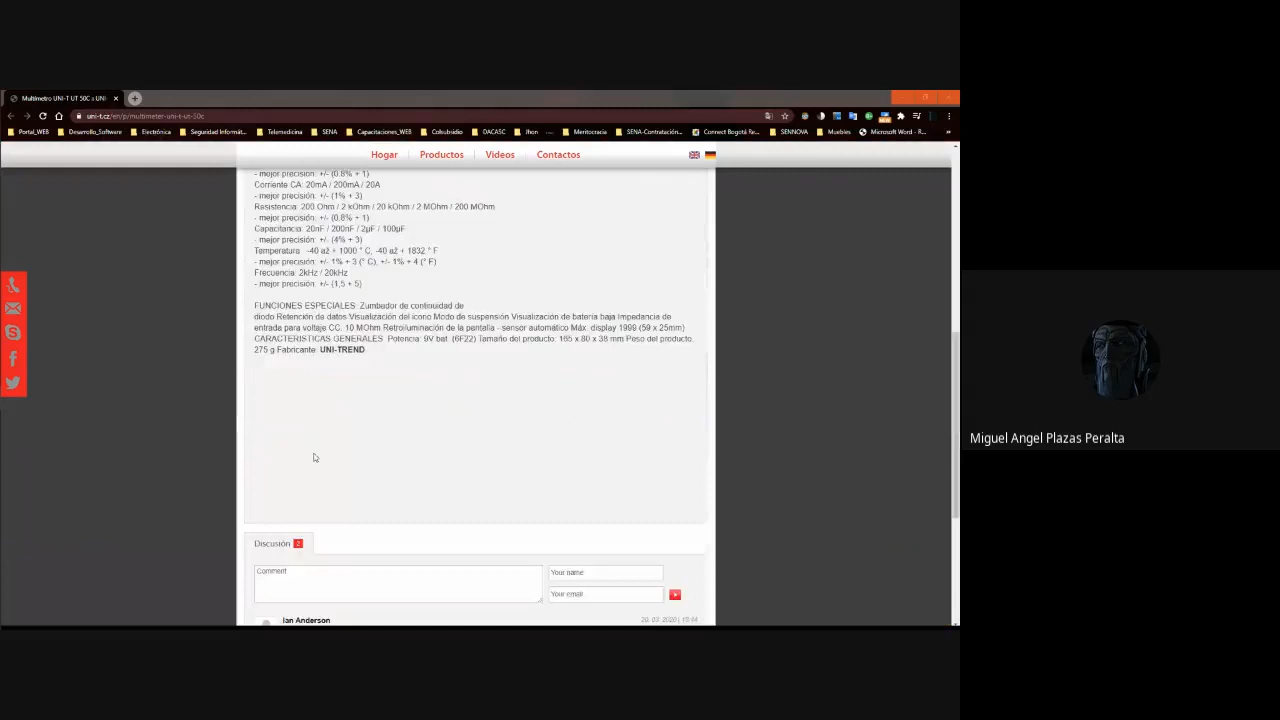 Multímetro UNI-T UT 50C a UNI-
uni-t.cz/en/p/multimeter-uni-t-ut-50c
Portal_WEB Desarrollo_Software Electrónica Seguridad Informát... Telemedicina SENA Capacitaciones_WEB Colsubsidio DACASC Jhon Meritocracia SENA-Contratación... Connect Bogotá Re... SENNOVA Muebles Microsoft Word - R... »
Hogar Productos Videos Contactos
- mejor precisión: +/- (0.8% + 1)
Corriente CA: 20mA / 200mA / 20A
- mejor precisión: +/- (1% + 3)
Resistencia: 200 Ohm / 2 kOhm / 20 kOhm / 2 MOhm / 200 MOhm
- mejor precisión: +/- (0,8% + 1)
Capacitancia: 20nF / 200nF / 2µF / 100µF
- mejor precisión: +/- (4% + 3)
Temperatura -40 až + 1000 ° C, -40 až + 1832 ° F
- mejor precisión: +/- 1% + 3 (° C), +/- 1% + 4 (° F)
Frecuencia: 2kHz / 20kHz
- mejor precisión: +/- (1,5 + 5)
FUNCIONES ESPECIALES: Zumbador de continuidad de
diodo Retención de datos Visualización del icono Modo de suspensión Visualización de batería baja Impedancia de
entrada para voltaje CC. 10 MOhm Retroiluminación de la pantalla - sensor automático Máx. display 1999 (59 x 25mm)
CARACTERISTICAS GENERALES Potencia: 9V bat. (6F22) Tamaño del producto: 165 x 80 x 38 mm Peso del producto:
275 g Fabricante: UNI-TREND
Discusión 2
Comment
Your name
Your email
Ian Anderson
Miguel Angel Plazas Peralta